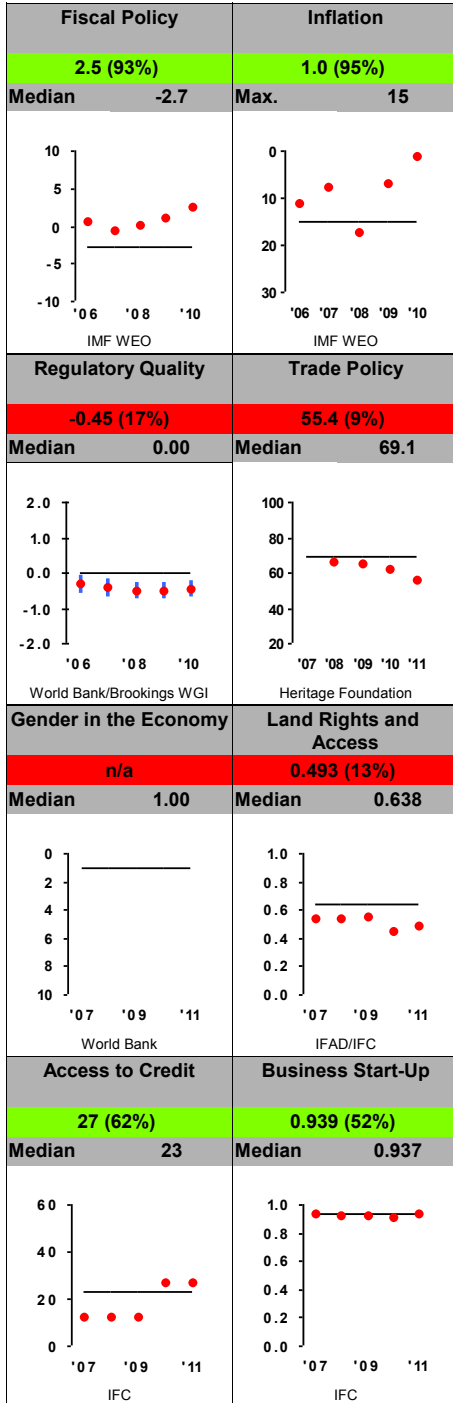 Fiscal Policy
Inflation
2.5 (93%)
1.0 (95%)
Median -2.7
Max. 15
10
5
0
-5
-10
'06 '08 '10
IMF WEO
0
10
20
30
'06 '07 '08 '09 '10
IMF WEO
Regulatory Quality
Trade Policy
-0.45 (17%)
55.4 (9%)
Median 0.00
Median 69.1
2.0
1.0
0.0
-1.0
-2.0
'06 '08 '10
World Bank/Brookings WGI
100
80
60
40
20
'07 '08 '09 '10 '11
Heritage Foundation
Gender in the Economy
Land Rights and
Access
n/a
0.493 (13%)
Median 1.00
Median 0.638
0
2
4
6
8
10
'07 '09 '11
World Bank
1.0
0.8
0.6
0.4
0.2
0.0
'07 '09 '11
IFAD/IFC
Access to Credit
Business Start-Up
27 (62%)
0.939 (52%)
Median 23
Median 0.937
60
40
20
0
'07 '09 '11
IFC
1.0
0.8
0.6
0.4
0.2
0.0
'07 '09 '11
IFC